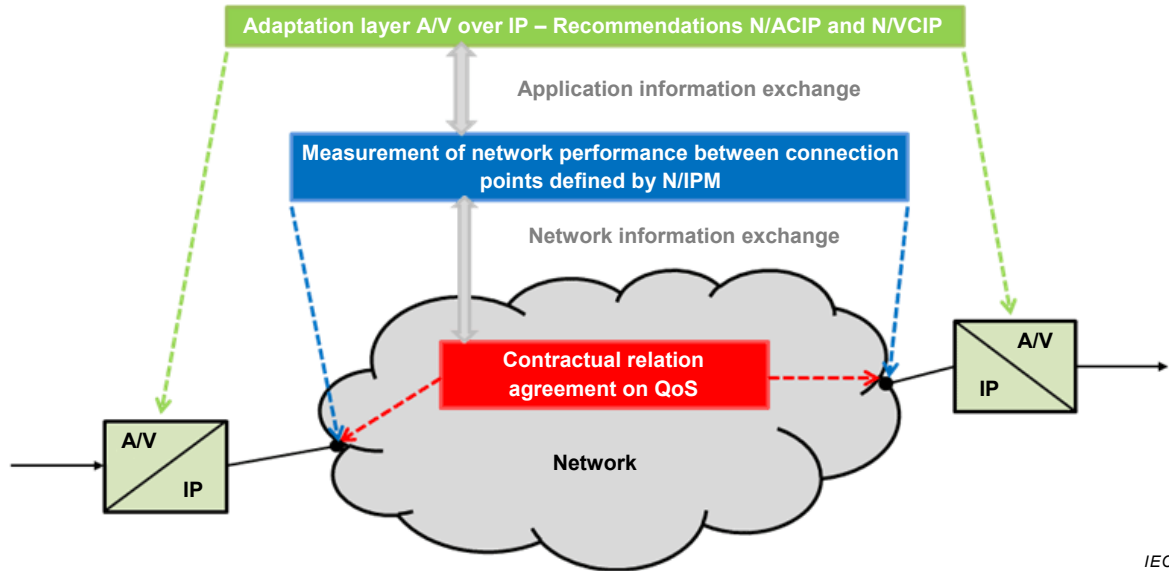 Adaptation layer A/V over IP – Recommendations N/ACIP and N/VCIP
Application information exchange
Measurement of network performance between connection
points defined by N/IPM
Network information exchange
Contractual relation
agreement on QoS
A/V
IP
A/V
IP
Network
IEC